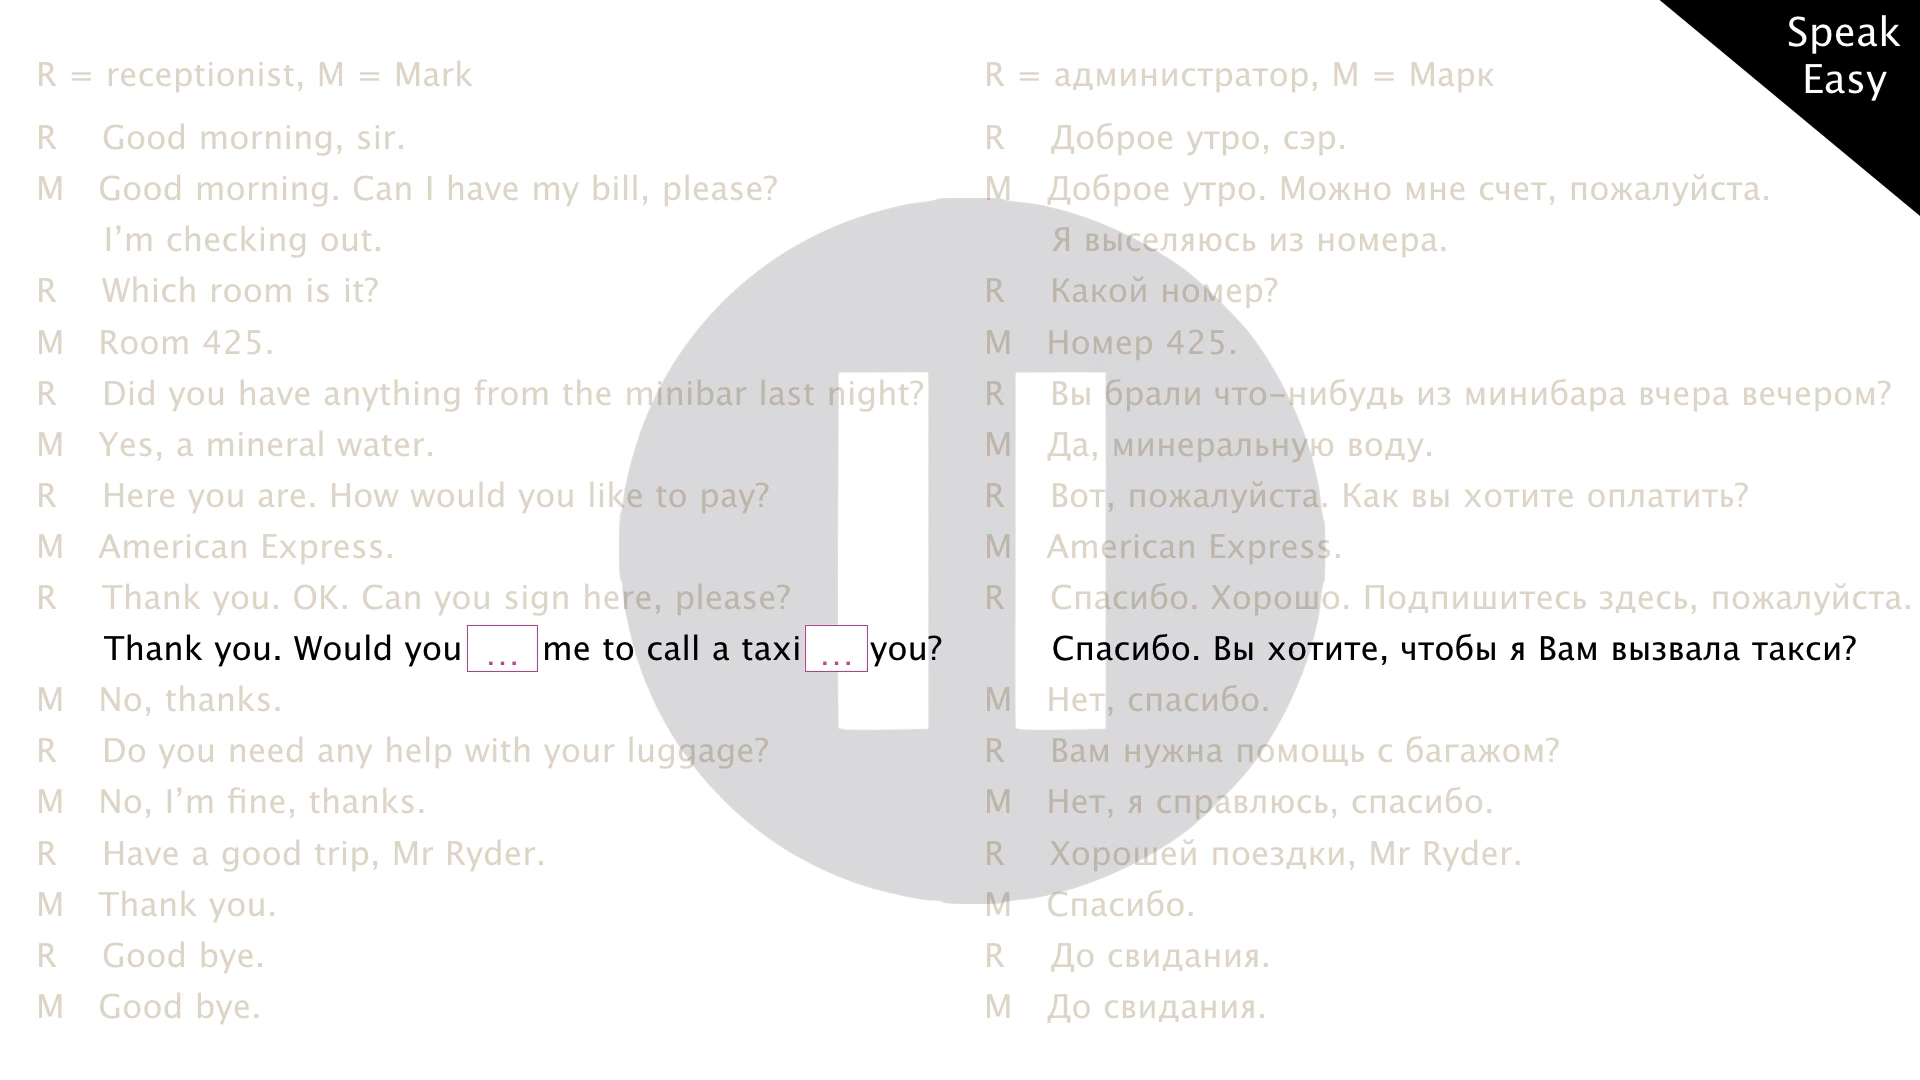 Speak
Easy
R = receptionist, M = Mark
R Good morning, sir.
M Good morning. Can I have my bill, please?
I’m checking out.
R Which room is it?
M Room 425.
R Did you have anything from the minibar last night?
M Yes, a mineral water.
R Here you are. How would you like to pay?
M American Express.
R Thank you. OK. Can you sign here, please?
Thank you. Would you ... me to call a taxi ... you?
M No, thanks.
R Do you need any help with your luggage?
M No, I’m fine, thanks.
R Have a good trip, Mr Ryder.
M Thank you.
R Good bye.
M Good bye.
R = администратор, M = Марк
R Доброе утро, сэр.
M Доброе утро. Можно мне счет, пожалуйста.
Я выселяюсь из номера.
R Какой номер?
M Номер 425.
R Вы брали что-нибудь из минибара вчера вечером?
M Да, минеральную воду.
R Вот, пожалуйста. Как вы хотите оплатить?
M American Express.
R Спасибо. Хорошо. Подпишитесь здесь, пожалуйста.
Спасибо. Вы хотите, чтобы я Вам вызвала такси?
M Нет, спасибо.
R Вам нужна помощь с багажом?
M Нет, я справлюсь, спасибо.
R Хорошей поездки, Mr Ryder.
M Спасибо.
R До свидания.
M До свидания.